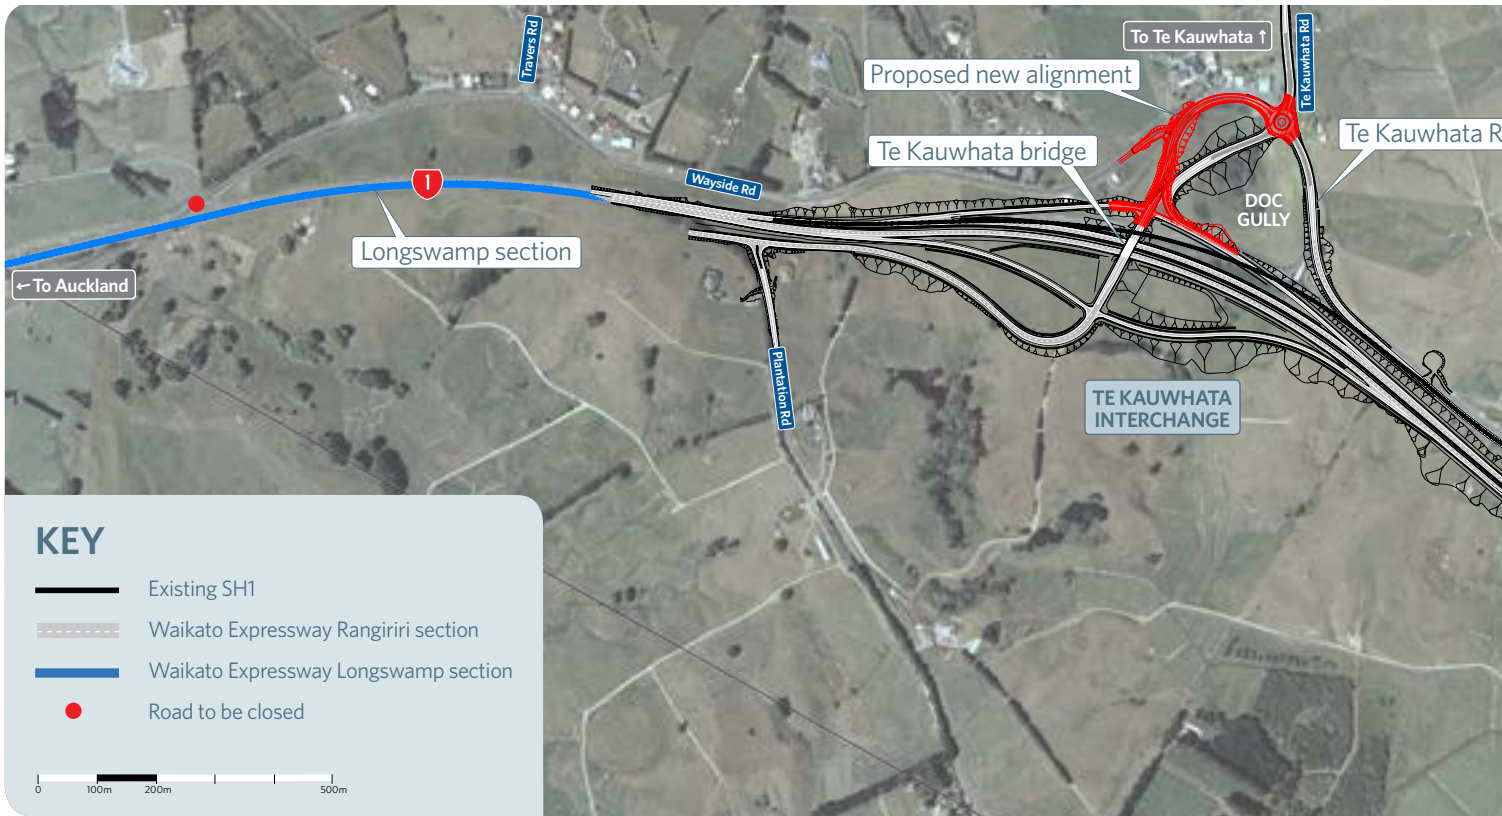 To Te Kauwhata ↑
Te Kauwhata Rd
Travers Rd
Proposed new alignment
Te Kauwhata R
Te Kauwhata bridge
1
Wayside Rd
DOC
GULLY
Longswamp section
← To Auckland
Plantation Rd
TE KAUWHATA
INTERCHANGE
KEY
Existing SH1
Waikato Expressway Rangiriri section
Waikato Expressway Longswamp section
Road to be closed
0 100m 200m 500m